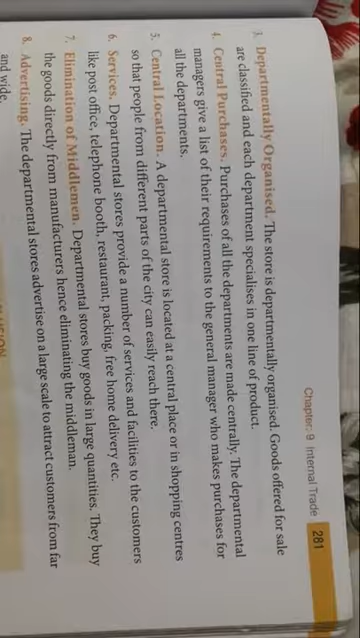 Chapter: 9 Internal Trade 281
3. Departmentally Organised. The store is departmentally organised. Goods offered for sale
are classified and each department specialises in one line of product.
4. Central Purchases. Purchases of all the departments are made centrally. The departmental
managers give a list of their requirements to the general manager who makes purchases for
all the departments.
5. Central Location. A departmental store is located at a central place or in shopping centres
so that people from different parts of the city can easily reach there.
6. Services. Departmental stores provide a number of services and facilities to the customers
like post office, telephone booth, restaurant, packing, free home delivery etc.
7. Elimination of Middlemen. Departmental stores buy goods in large quantities. They buy
the goods directly from manufacturers hence eliminating the middleman.
8. Advertising. The departmental stores advertise on a large scale to attract customers from far
and wide.